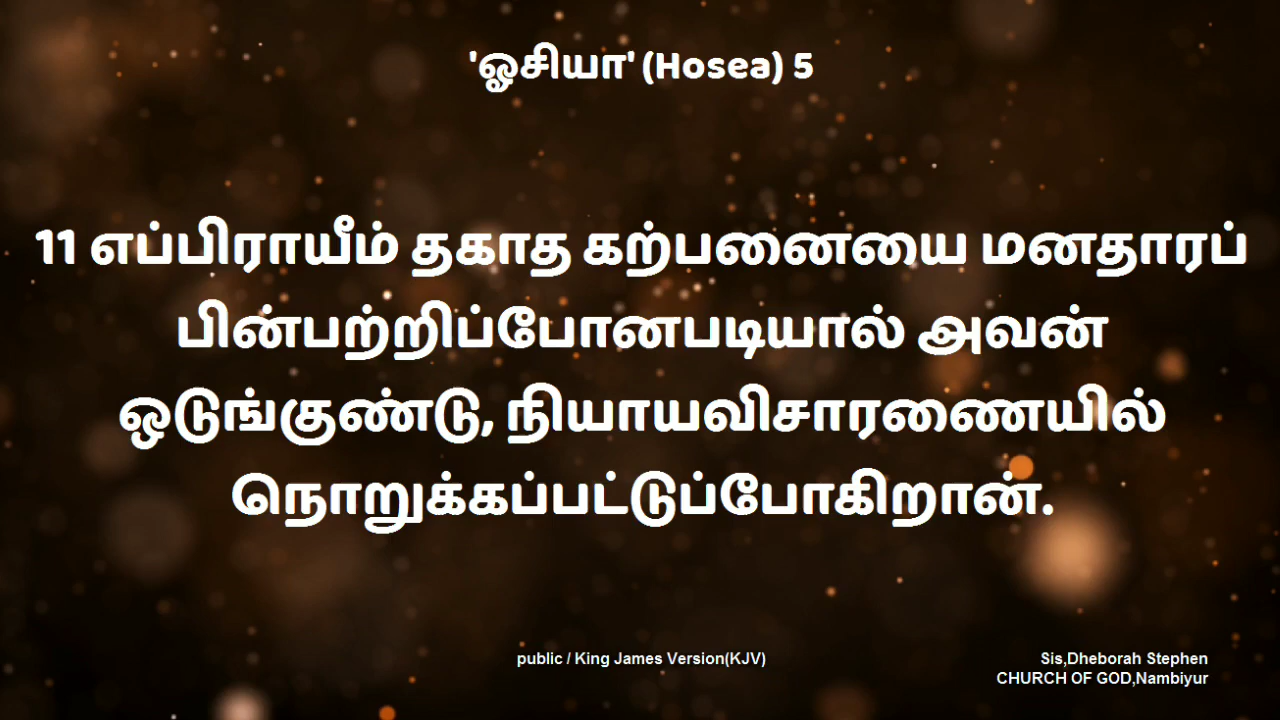 'ஓசியா' (Hosea) 5
11 எப்பிராயீம் தகாத கற்பனையை மனதாரப்
பின்பற்றிப்போனபடியால் அவன்
ஒடுங்குண்டு, நியாயவிசாரணையில்
நொறுக்கப்பட்டுப்போகிறான்.
public / King James Version(KJV)
Sis,Dheborah Stephen
CHURCH OF GOD,Nambiyur